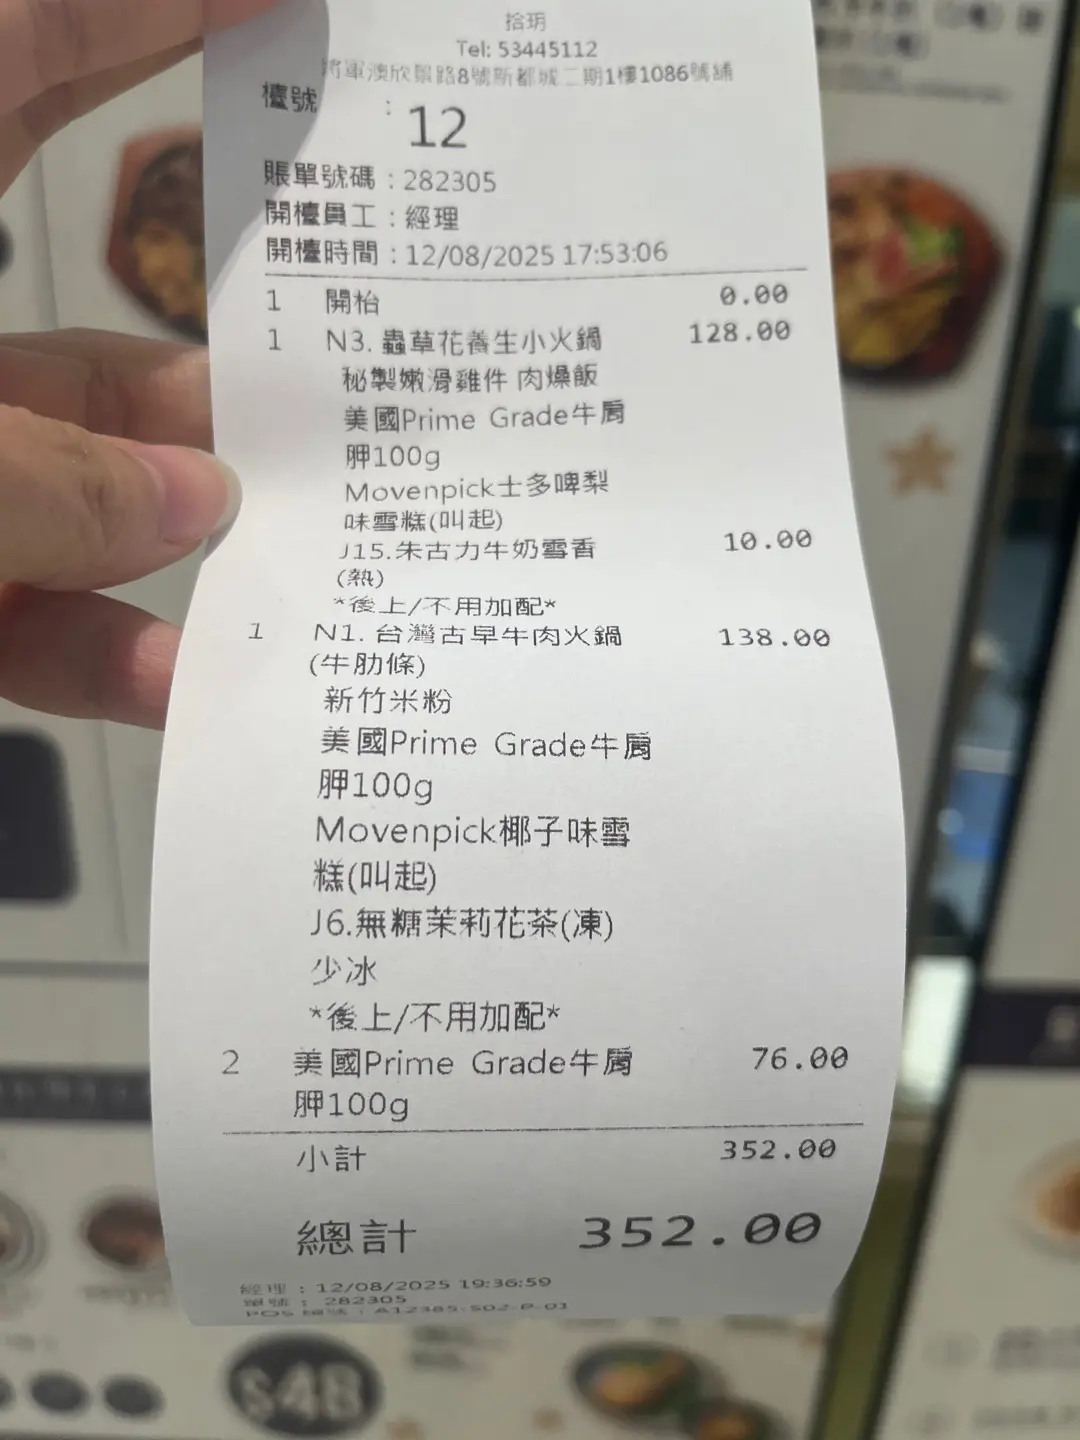 拾玥
Tel: 53445112
將軍澳欣景路8號新都城二期1樓1086號舖
檯號 : 12
賬單號碼 : 282305
開檯員工 : 經理
開檯時間 : 12/08/2025 17:53:06
1 開枱 0.00
1 N3. 蟲草花養生小火鍋 128.00
秘製嫩滑雞件 肉燥飯
美國Prime Grade牛肩
胛100g
Movenpick士多啤梨
味雪糕(叫起)
J15.朱古力牛奶雪香 10.00
(熱)
*後上/不用加配*
1 N1. 台灣古早牛肉火鍋 138.00
(牛肋條)
新竹米粉
美國Prime Grade牛肩
胛100g
Movenpick椰子味雪
糕(叫起)
J6.無糖茉莉花茶(凍)
少冰
*後上/不用加配*
2 美國Prime Grade牛肩 76.00
胛100g
小計 352.00
總計 352.00
經理 : 12/08/2025 19:36:59
單號 : 282305
POS 編號 : A12385-S02-P-01
$48